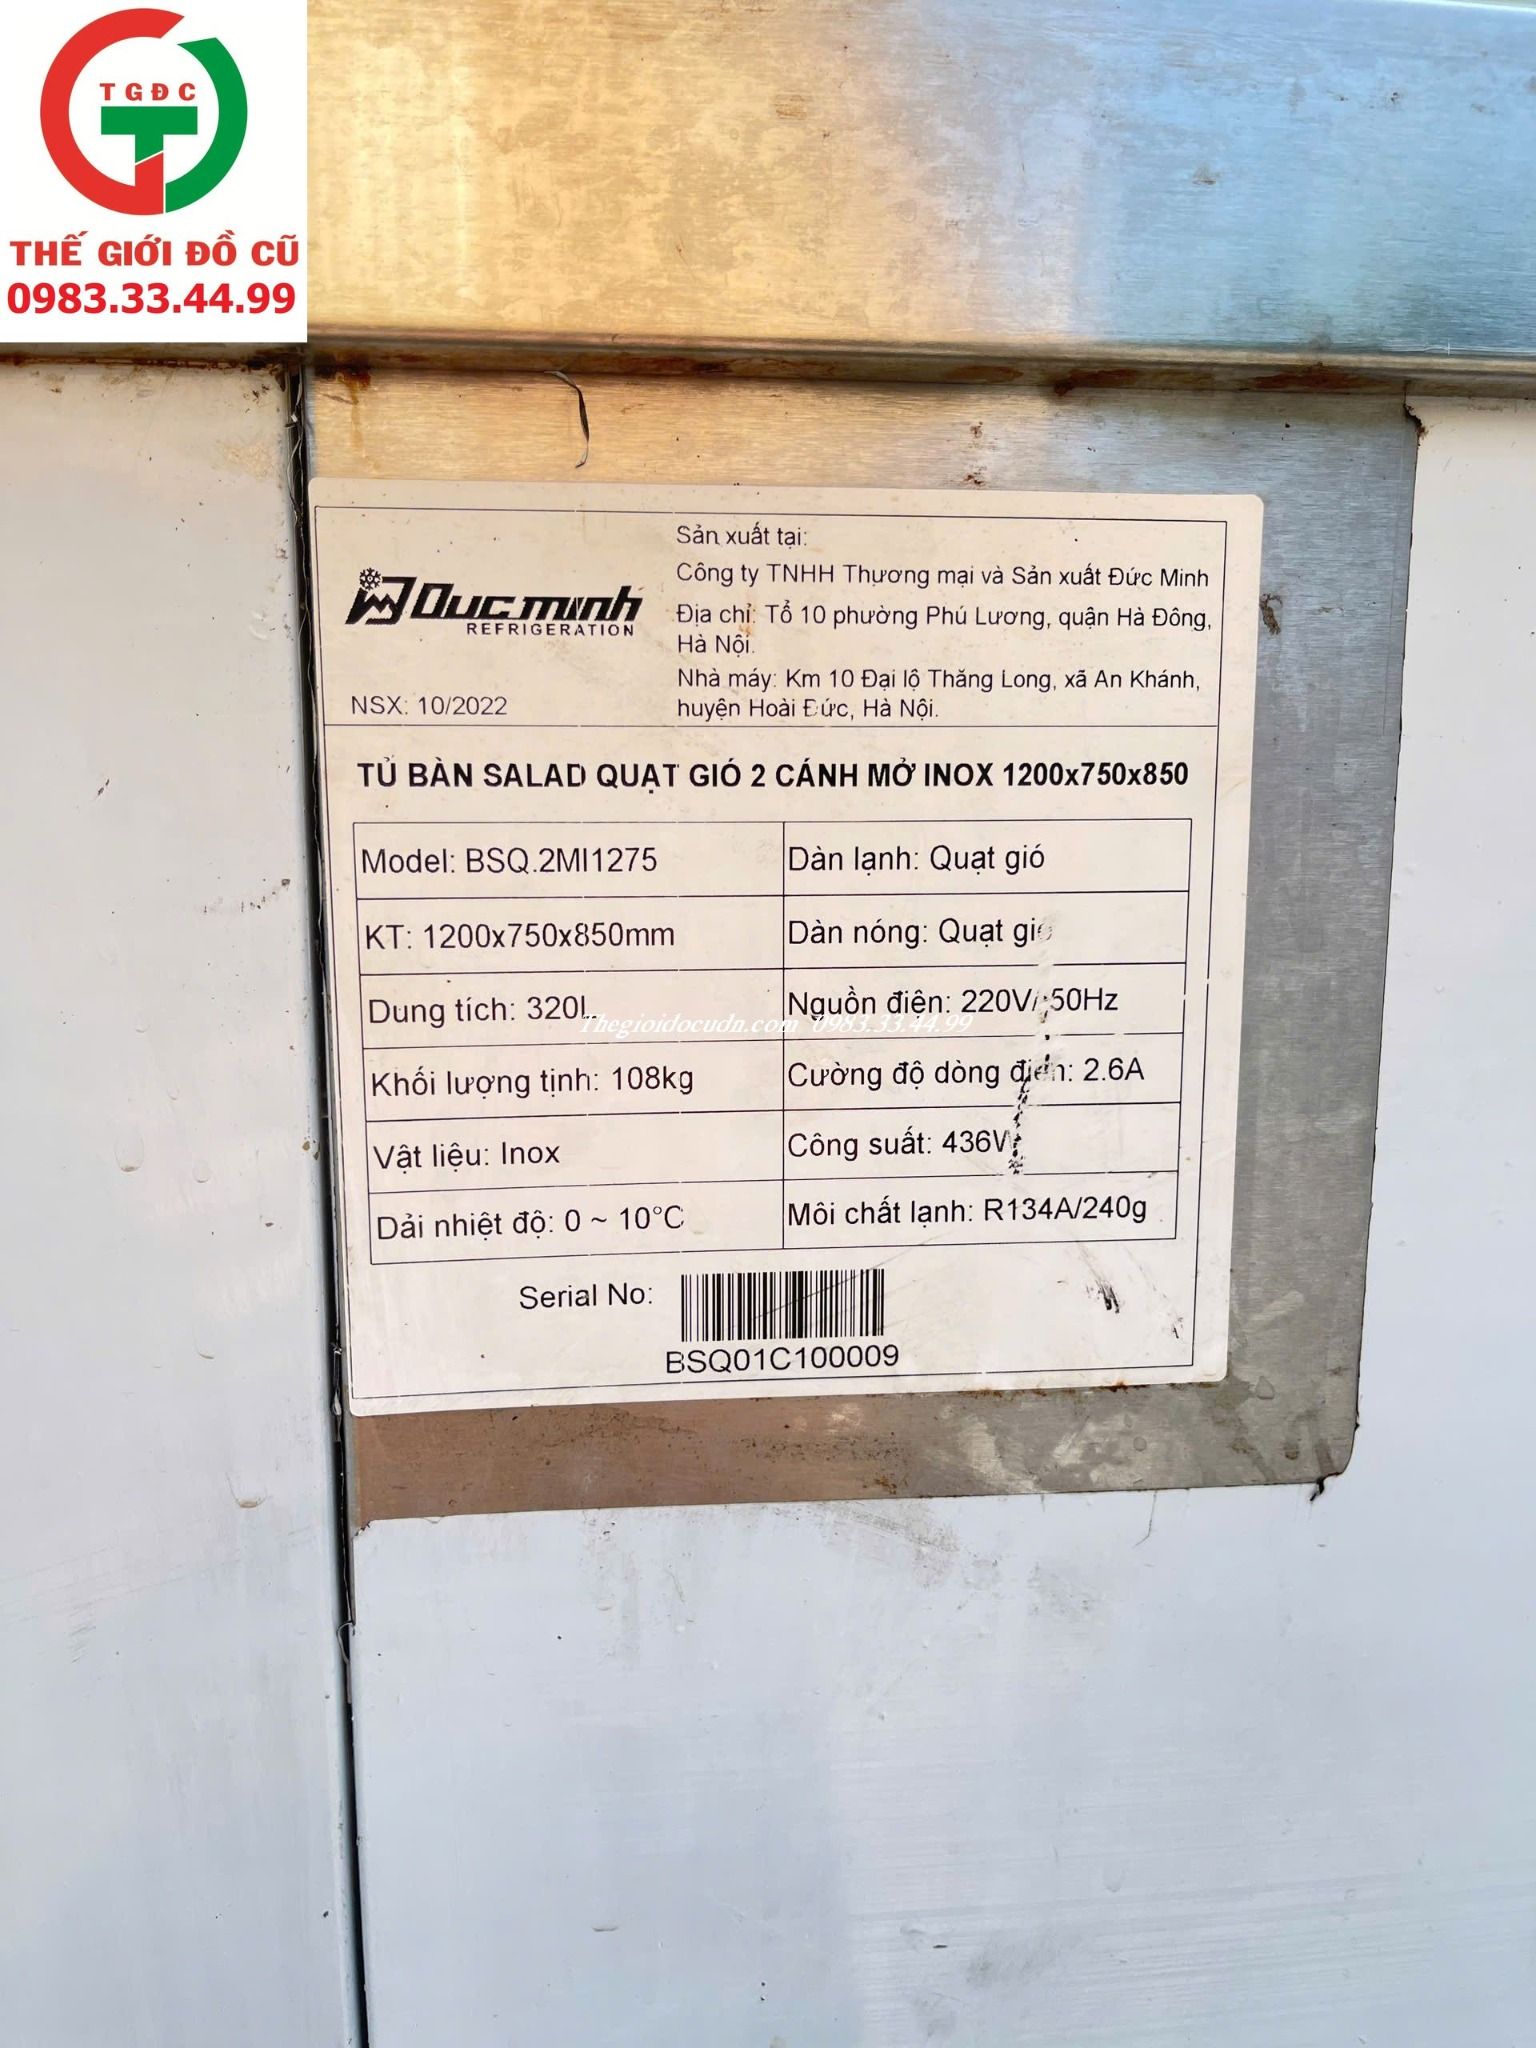 TGĐC
THẾ GIỚI ĐỒ CŨ
0983.33.44.99
Ducminh
REFRIGERATION
NSX: 10/2022
Sản xuất tại:
Công ty TNHH Thương mại và Sản xuất Đức Minh
Địa chỉ: Tổ 10 phường Phú Lương, quận Hà Đông,
Hà Nội.
Nhà máy: Km 10 Đại lộ Thăng Long, xã An Khánh,
huyện Hoài Đức, Hà Nội.
TỦ BÀN SALAD QUẠT GIÓ 2 CÁNH MỞ INOX 1200x750x850
Model: BSQ.2MI1275
Dàn lạnh: Quạt gió
KT: 1200x750x850mm
Dàn nóng: Quạt gió
Dung tích: 320L
Nguồn điện: 220V/~50Hz
Thegioidocudn.com 0983.33.44.99
Khối lượng tịnh: 108kg
Cường độ dòng điện: 2.6A
Vật liệu: Inox
Công suất: 436W
Dải nhiệt độ: 0 ~ 10°C
Môi chất lạnh: R134A/240g
Serial No:
BSQ01C100009